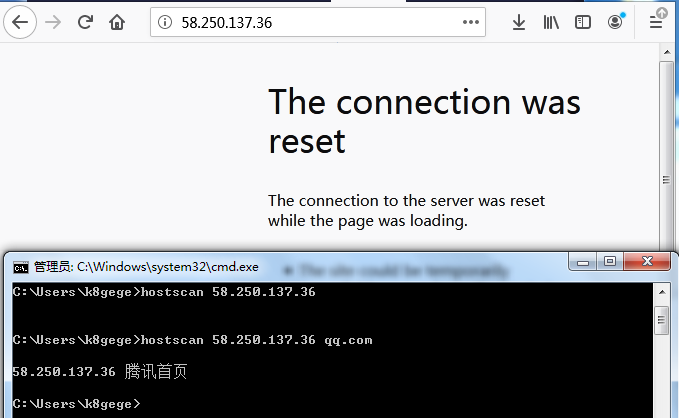 58.250.137.36
The connection was
reset
The connection to the server was reset
while the page was loading.
The site could be temporarily
管理员: C:\Windows\system32\cmd.exe
C:\Users\k8gege>hostscan 58.250.137.36
C:\Users\k8gege>hostscan 58.250.137.36 qq.com
58.250.137.36 腾讯首页
C:\Users\k8gege>